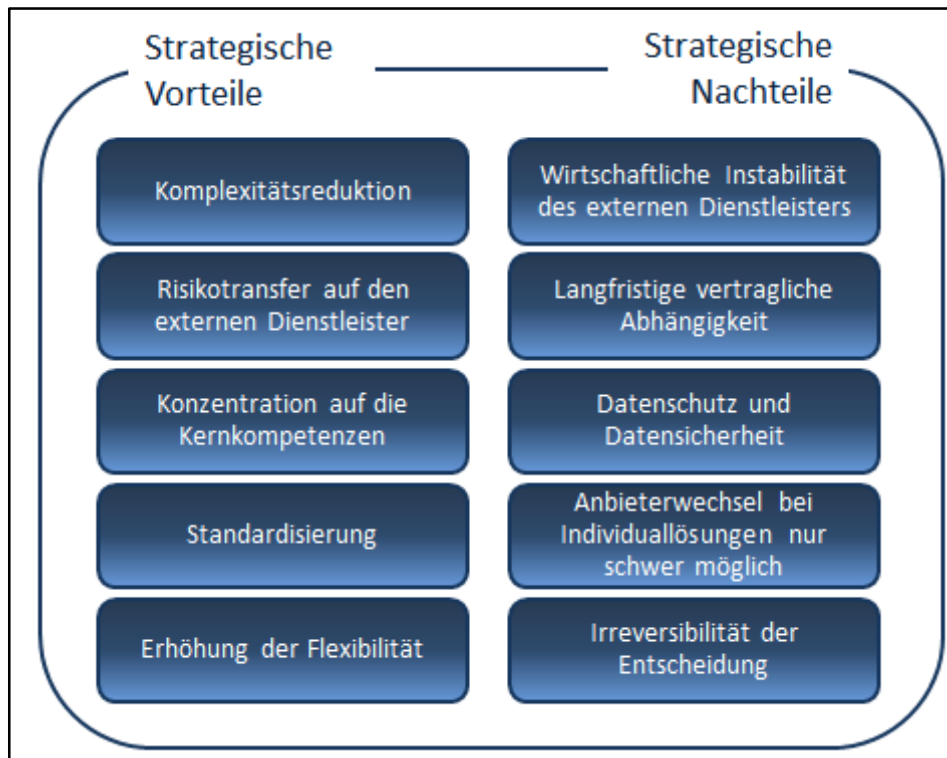 Strategische
Vorteile
Strategische
Nachteile
Komplexitätsreduktion
Wirtschaftliche Instabilität
des externen Dienstleisters
Risikotransfer auf den
externen Dienstleister
Langfristige vertragliche
Abhängigkeit
Konzentration auf die
Kernkompetenzen
Datenschutz und
Datensicherheit
Standardisierung
Anbieterwechsel bei
Individuallösungen nur
schwer möglich
Erhöhung der Flexibilität
Irreversibilität der
Entscheidung